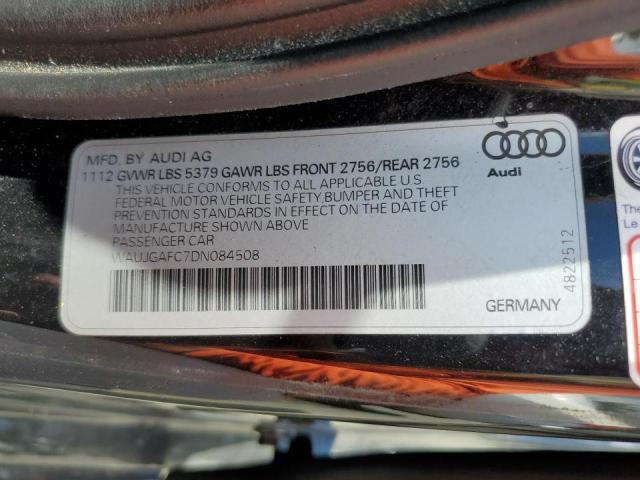 MFD. BY AUDI AG
1112 GVWR LBS 5379 GAWR LBS FRONT 2756/REAR 2756
THIS VEHICLE CONFORMS TO ALL APPLICABLE U.S
FEDERAL MOTOR VEHICLE SAFETY,BUMPER AND THEFT
PREVENTION STANDARDS IN EFFECT ON THE DATE OF
MANUFACTURE SHOWN ABOVE
PASSENGER CAR
WAUJGAFC7DN084508
Audi
GERMANY
4822512
The
Le